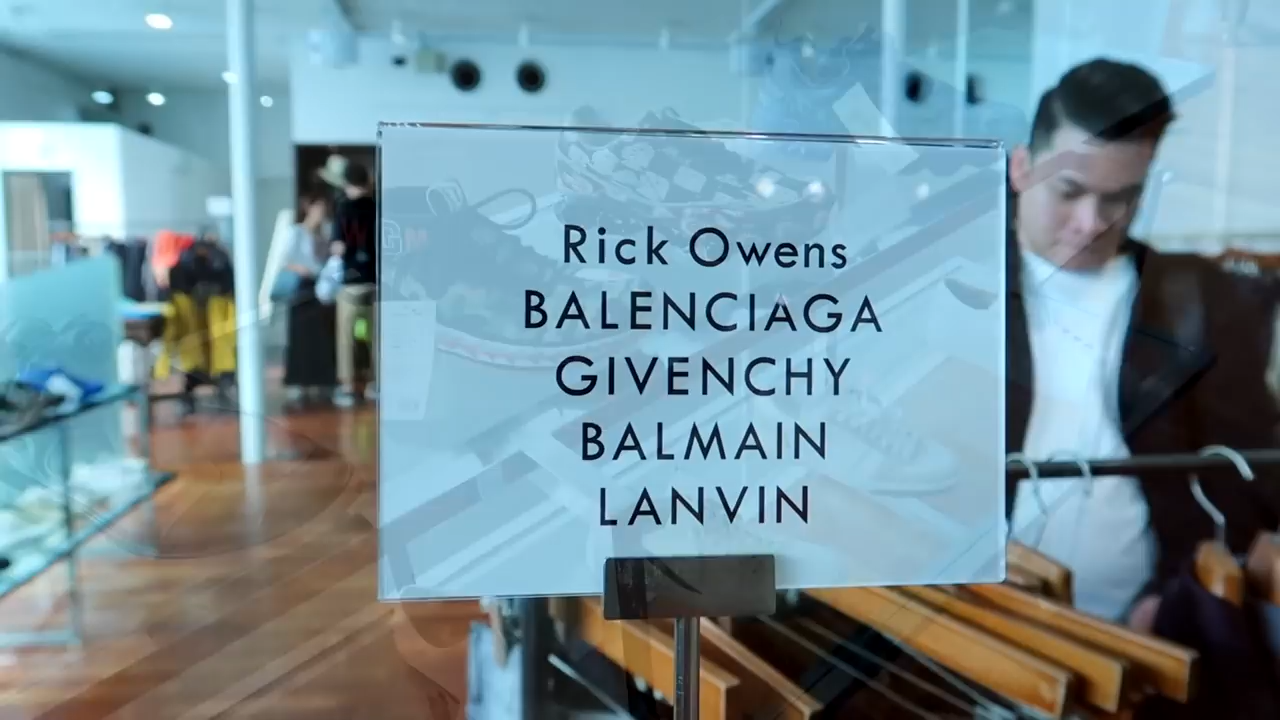 Rick Owens
BALENCIAGA
GIVENCHY
BALMAIN
LANVIN